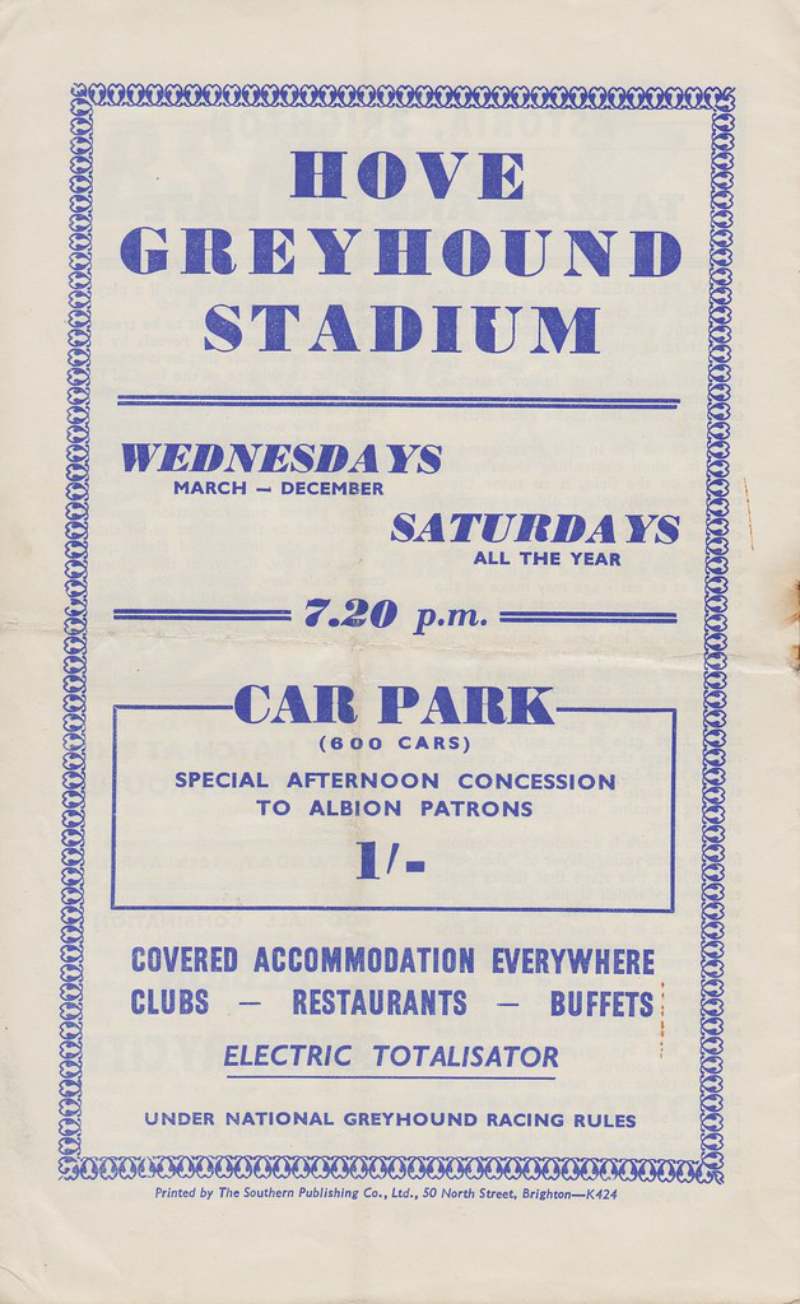 HOVE
GREYHOUND
STADIUM
WEDNESDAYS
MARCH – DECEMBER
SATURDAYS
ALL THE YEAR
7.20 p.m.
CAR PARK
(600 CARS)
SPECIAL AFTERNOON CONCESSION
TO ALBION PATRONS
1/-
COVERED ACCOMMODATION EVERYWHERE
CLUBS – RESTAURANTS – BUFFETS
ELECTRIC TOTALISATOR
UNDER NATIONAL GREYHOUND RACING RULES
Printed by The Southern Publishing Co., Ltd., 50 North Street, Brighton—K424